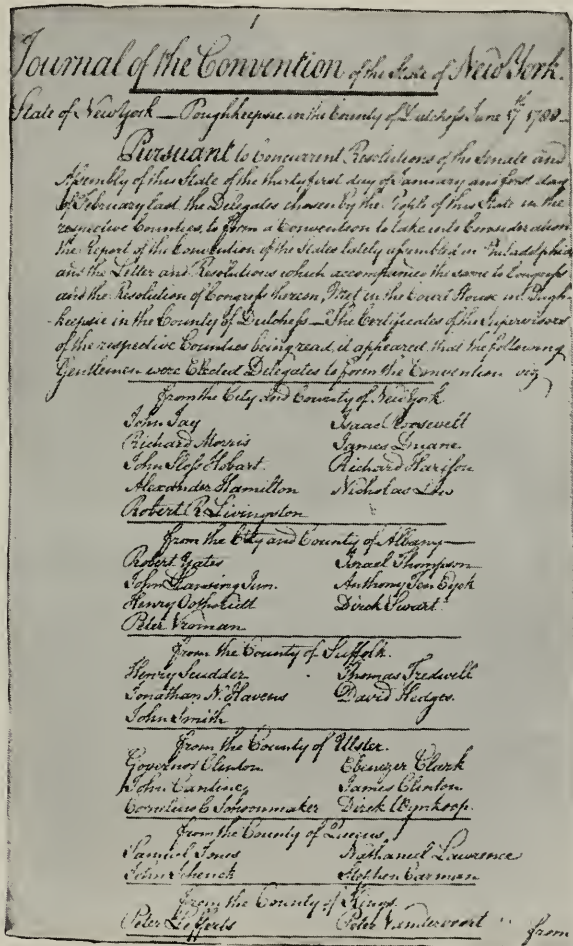 1
Journal of the Convention of the State of New York.
State of New York — Poughkeepsie in the County of Dutchess June 17th 1788 —
Pursuant to Concurrent Resolutions of the Senate and
Assembly of this State of the thirty first day of January and first day
of February last the Delegates chosen by the People of this State in the
respective Counties, to form a Convention to take into Consideration
the Report of the Convention of the States lately assembled in Philadelphia
and the Letter and Resolutions which accompanied the same to Congress
and the Resolution of Congress thereon, Met in the Court House in Pough-
-keepsie in the County of Dutchess — The Certificates of the Supervisors
of the respective Counties being read, it appeared that the following
Gentlemen were Elected Delegates to form the Convention viz
from the City and County of New York
John Jay Isaac Roosevelt
Richard Morris James Duane
John Sloss Hobart. Richard Harison
Alexander Hamilton Nicholas Low
Robert R. Livingston
from the City and County of Albany —
Robert Yates Israel Thompson
John Lansing Jun. Anthony Ten Eyck
Henry Oothoudt Dirck Swart
Peter Vroman
from the County of Suffolk.
Henry Scudder Thomas Tredwell
Jonathan N. Havens David Hedges.
John Smith
from the County of Ulster.
Governor Clinton Ebenezer Clark
John Cantine James Clinton.
Cornelius C Schoonmaker Dirck Wynkoop.
from the County of Queens
Samuel Jones Nathaniel Lawrence
John Schenck Stephen Carman
from the County of Kings.
Peter Lefferts Peter Vandervoort
from